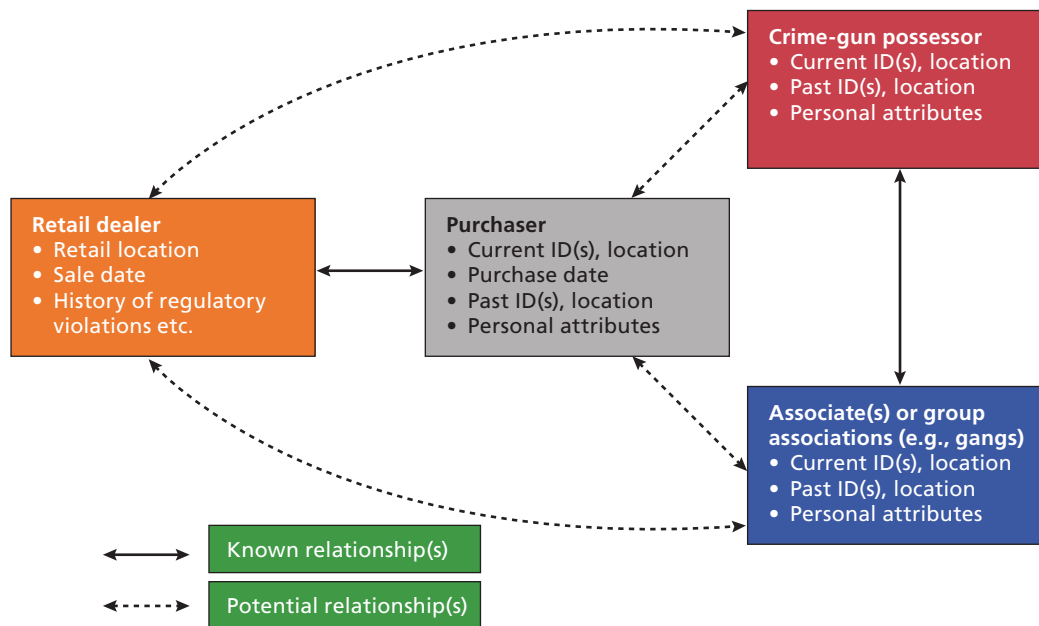 Crime-gun possessor
• Current ID(s), location
• Past ID(s), location
• Personal attributes
Retail dealer
• Retail location
• Sale date
• History of regulatory
violations etc.
Purchaser
• Current ID(s), location
• Purchase date
• Past ID(s), location
• Personal attributes
Associate(s) or group
associations (e.g., gangs)
• Current ID(s), location
• Past ID(s), location
• Personal attributes
Known relationship(s)
Potential relationship(s)